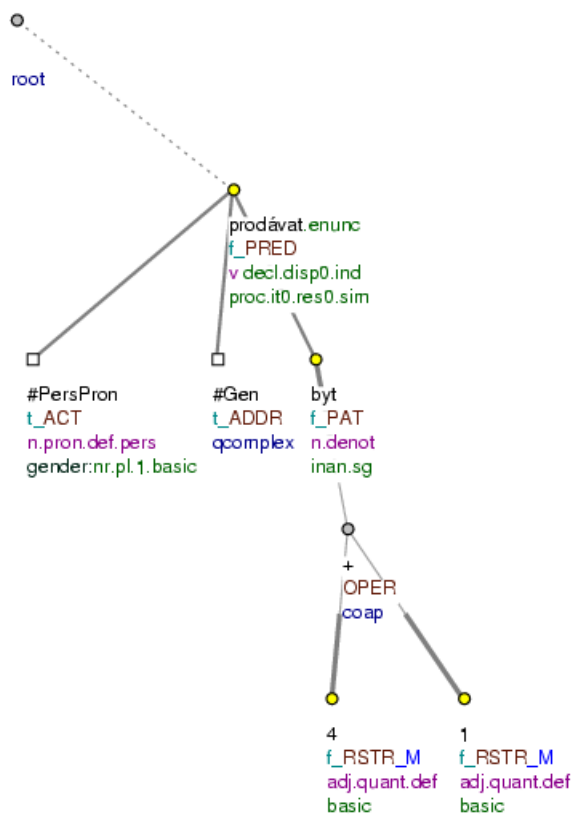 root
prodávat.enunc
f_PRED
v decl.disp0.ind
proc.it0.res0.sim
#PersPron
t_ACT
n.pron.def.pers
gender:nr.pl.1.basic
#Gen
t_ADDR
qcomplex
byt
f_PAT
n.denot
inan.sg
+
OPER
coap
4
f_RSTR_M
adj.quant.def
basic
1
f_RSTR_M
adj.quant.def
basic